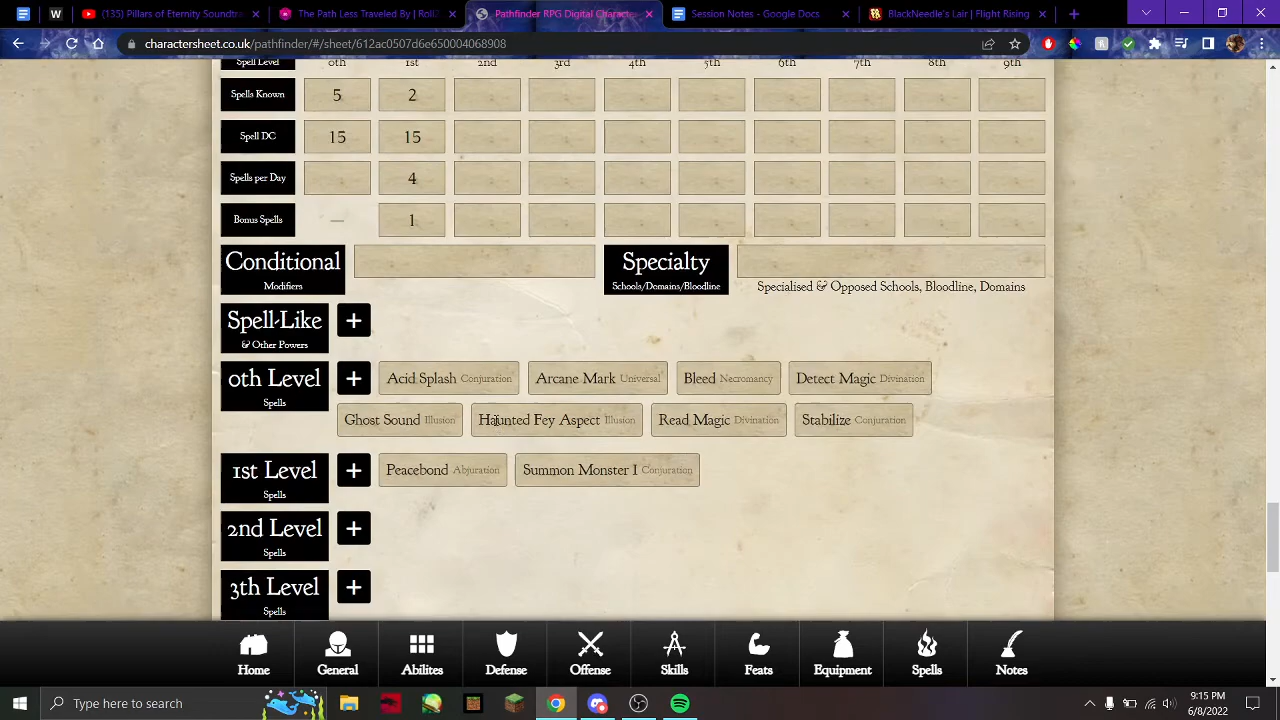 (135) Pillars of Eternity Soundtr
The Path Less Traveled By | Roll2
Pathfinder RPG Digital Characte
Session Notes - Google Docs
BlackNeedle's Lair | Flight Rising
charactersheet.co.uk/pathfinder/#/sheet/612ac0507d6e650004068908
Spell Level 0th 1st 2nd 3rd 4th 5th 6th 7th 8th 9th
Spells Known 5 2
Spell DC 15 15
Spells per Day 4
Bonus Spells — 1
Conditional
Modifiers
Specialty
Schools/Domains/Bloodline
Specialised & Opposed Schools, Bloodline, Domains
Spell-Like
& Other Powers
+
0th Level
Spells
+ Acid Splash Conjuration Arcane Mark Universal Bleed Necromancy Detect Magic Divination
Ghost Sound Illusion Haunted Fey Aspect Illusion Read Magic Divination Stabilize Conjuration
1st Level
Spells
+ Peacebond Abjuration Summon Monster I Conjuration
2nd Level
Spells
+
3th Level
Spells
+
Home General Abilites Defense Offense Skills Feats Equipment Spells Notes
Type here to search
9:15 PM
6/8/2022